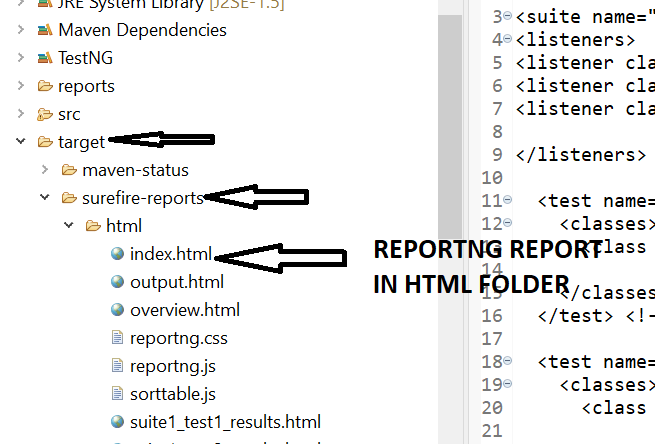 JRE System Library [J2SE-1.5]
Maven Dependencies
TestNG
reports
src
target
maven-status
surefire-reports
html
index.html
output.html
overview.html
reportng.css
reportng.js
sorttable.js
suite1_test1_results.html
3 <suite name="
4 <listeners>
5 <listener cla
6 <listener cla
7 <listener cla
8
9 </listeners>
10
11 <test name=
12 <classes>
13 <class
14
15 </classes
16 </test> <!-
17
18 <test name=
19 <classes>
20 <class
21
REPORTNG REPORT
IN HTML FOLDER